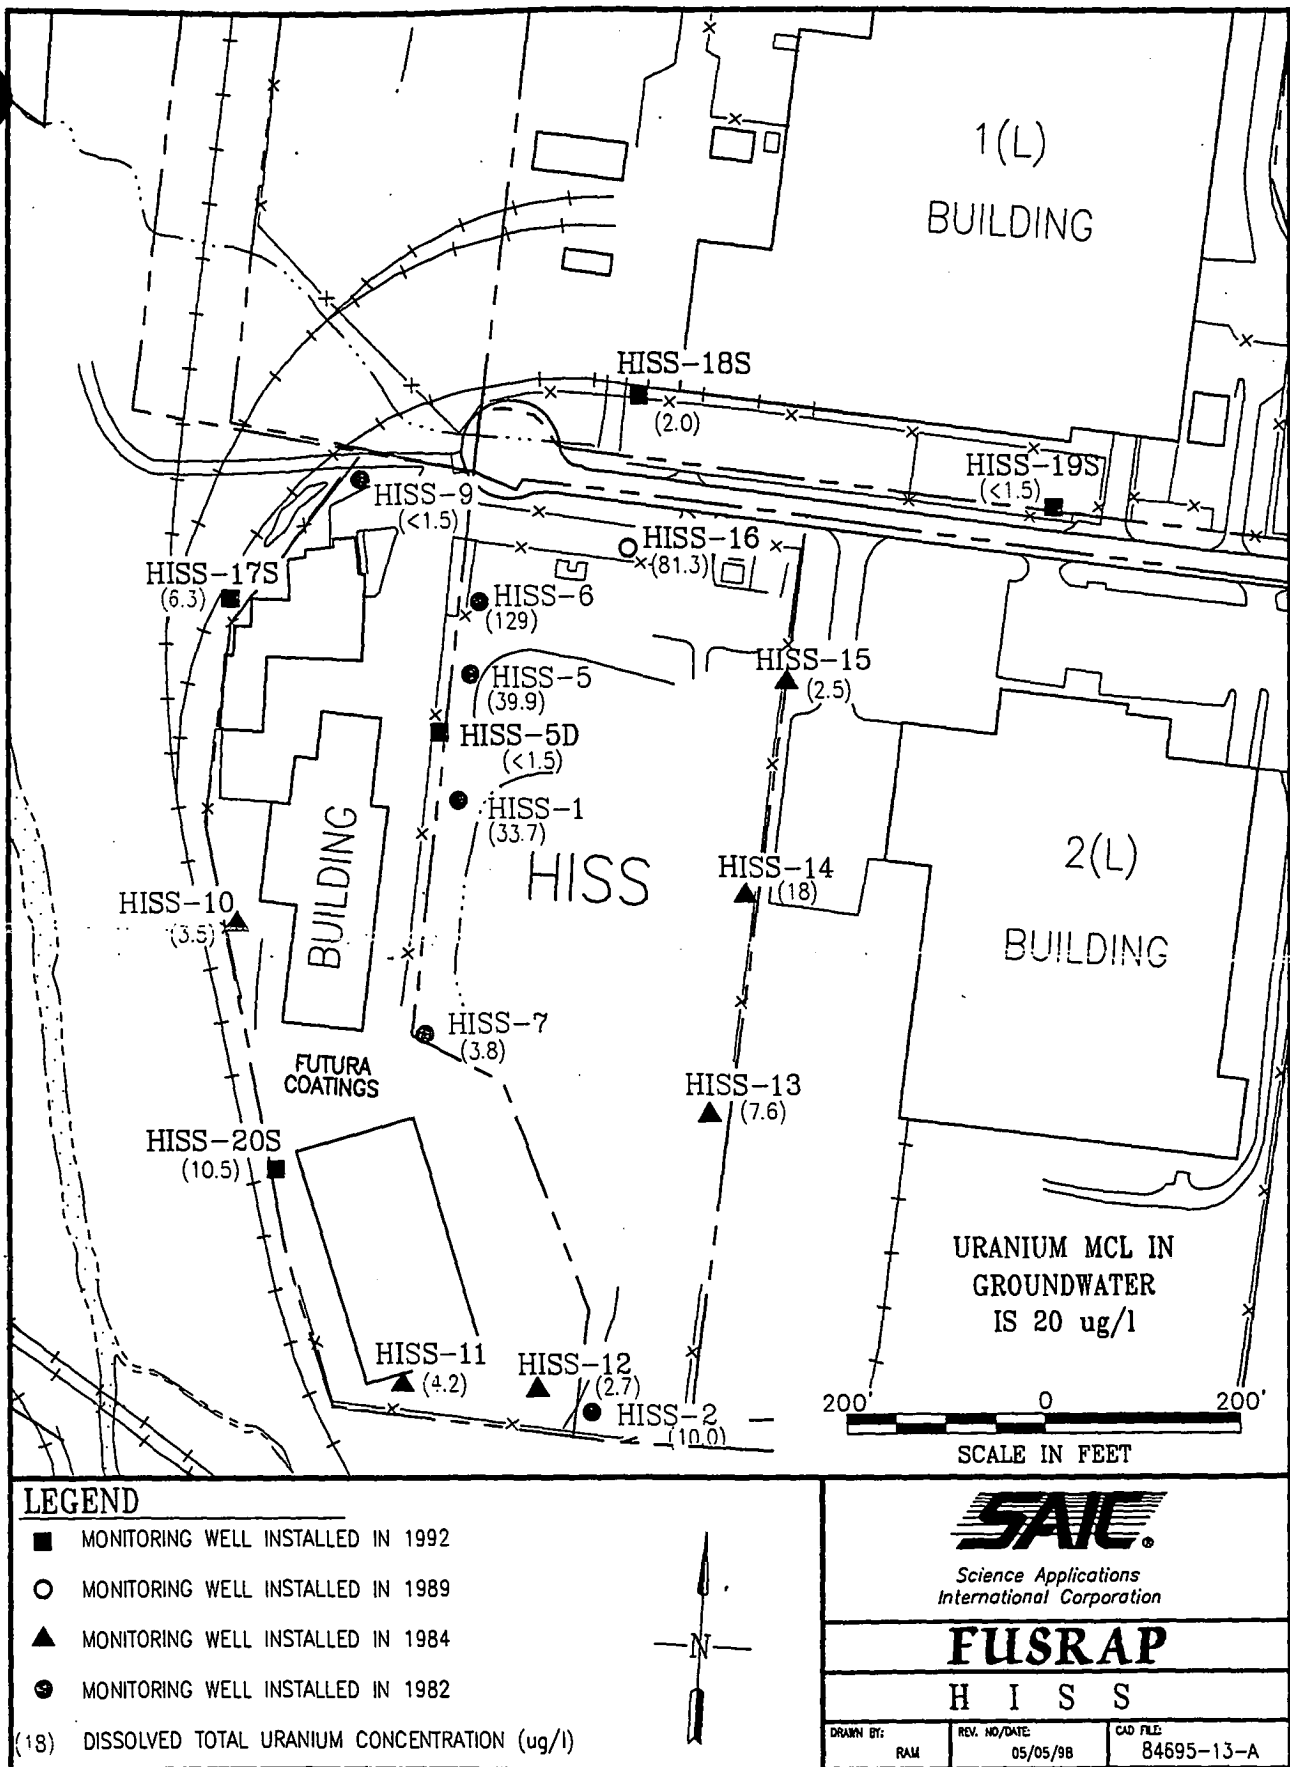 1(L)
BUILDING
HISS-18S
(2.0)
HISS-19S
(<1.5)
HISS-9
(<1.5)
HISS-16
(81.3)
HISS-17S
(6.3)
HISS-6
(129)
HISS-15
(2.5)
HISS-5
(39.9)
HISS-5D
(<1.5)
HISS-1
(33.7)
HISS
HISS-14
(18)
2(L)
BUILDING
BUILDING
HISS-10
(3.5)
HISS-7
(3.8)
FUTURA
COATINGS
HISS-13
(7.6)
HISS-20S
(10.5)
URANIUM MCL IN
GROUNDWATER
IS 20 ug/l
HISS-11
(4.2)
HISS-12
(2.7)
HISS-2
(10.0)
200' 0 200'
SCALE IN FEET
LEGEND
MONITORING WELL INSTALLED IN 1992
MONITORING WELL INSTALLED IN 1989
MONITORING WELL INSTALLED IN 1984
MONITORING WELL INSTALLED IN 1982
(18) DISSOLVED TOTAL URANIUM CONCENTRATION (ug/l)
N
SAIC®
Science Applications
International Corporation
FUSRAP
H I S S
DRAWN BY:
RAM
REV. NO/DATE:
05/05/98
CAD FILE:
84695-13-A